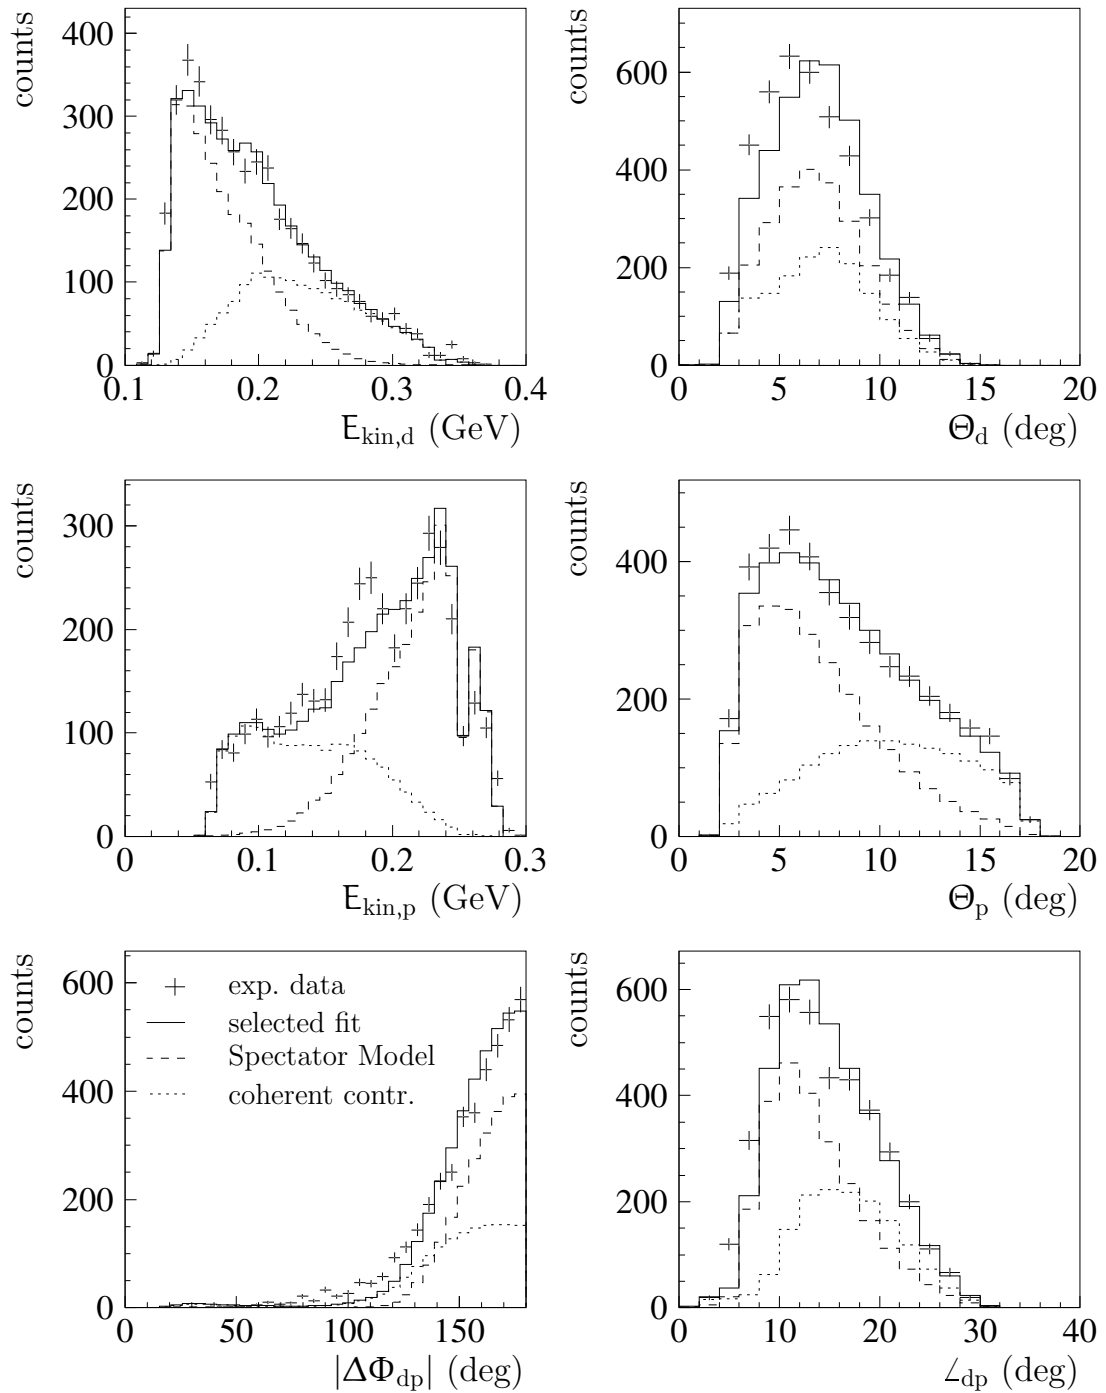 counts
400
300
200
100
0
0.1 0.2 0.3 0.4
E_kin,d (GeV)
counts
600
400
200
0
0 5 10 15 20
Θ_d (deg)
counts
300
200
100
0
0 0.1 0.2 0.3
E_kin,p (GeV)
counts
400
200
0
0 5 10 15 20
Θ_p (deg)
counts
600
400
200
0
exp. data
selected fit
Spectator Model
coherent contr.
0 50 100 150
|ΔΦ_dp| (deg)
counts
600
400
200
0
0 10 20 30 40
∠_dp (deg)